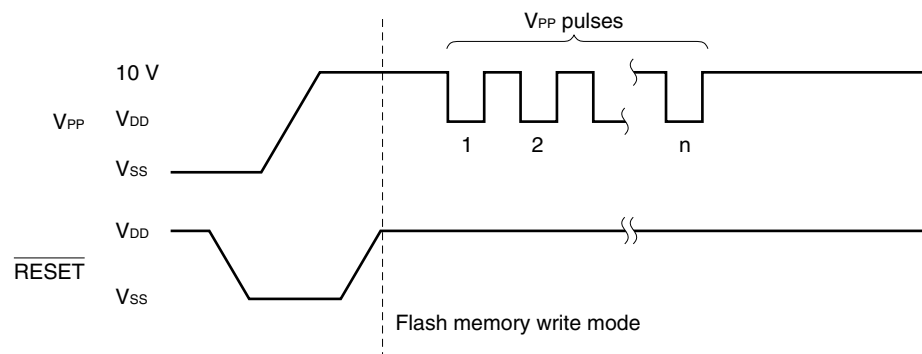 VPP pulses
10 V
VPP VDD
1 2 n
VSS
VDD
RESET
VSS
Flash memory write mode